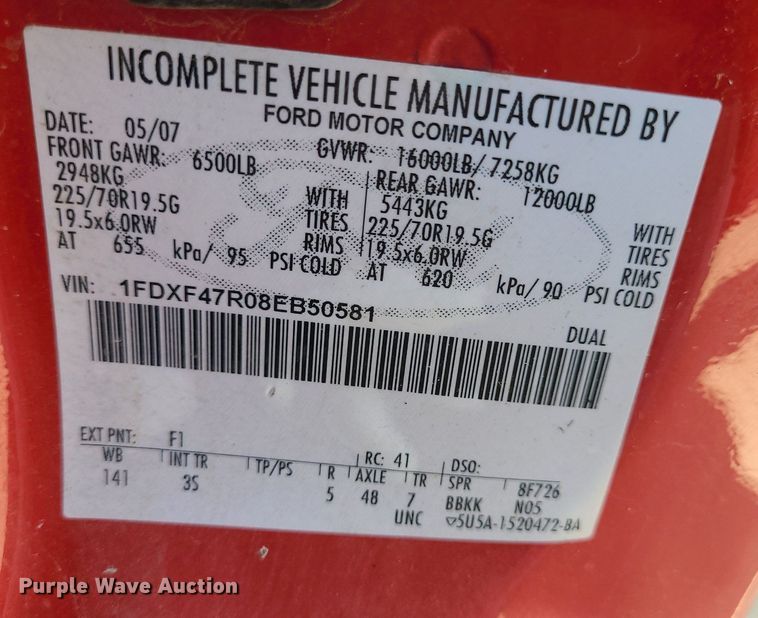 INCOMPLETE VEHICLE MANUFACTURED BY
FORD MOTOR COMPANY
DATE: 05/07 GVWR: 16000LB/ 7258KG
FRONT GAWR: 6500LB REAR GAWR: 12000LB
2948KG WITH 5443KG WITH
225/70R19.5G TIRES 225/70R19.5G TIRES
19.5x6.0RW RIMS 19.5x6.0RW RIMS
AT 655 kPa/ 95 PSI COLD AT 620 kPa/ 90 PSI COLD
VIN: 1FDXF47R08EB50581
DUAL
EXT PNT: F1 RC: 41 DSO:
WB INT TR TP/PS R AXLE TR SPR 8F726
141 3S 5 48 7 BBKK N05
UNC ▽5U5A-1520472-BA
Purple Wave Auction